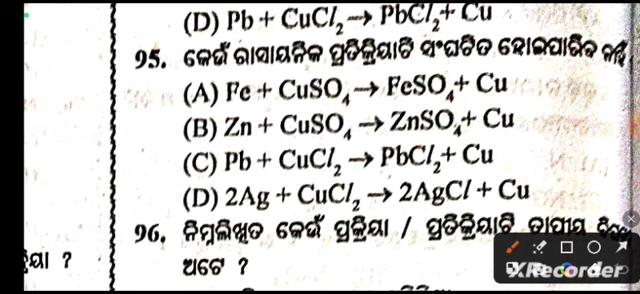 (D) Pb + CuCl₂ → PbCl₂ + Cu
95. କେଉଁ ରାସାୟନିକ ପ୍ରତିକ୍ରିୟାଟି ସଂଘଟିତ ହୋଇପାରିବ ନାହିଁ
(A) Fe + CuSO₄ → FeSO₄ + Cu
(B) Zn + CuSO₄ → ZnSO₄ + Cu
(C) Pb + CuCl₂ → PbCl₂ + Cu
(D) 2Ag + CuCl₂ → 2AgCl + Cu
96. ନିମ୍ନଲିଖିତ କେଉଁ ପ୍ରକ୍ରିୟା / ପ୍ରତିକ୍ରିୟାଟି ତାପୀୟ
ଅଟେ ?
?
XRecorder